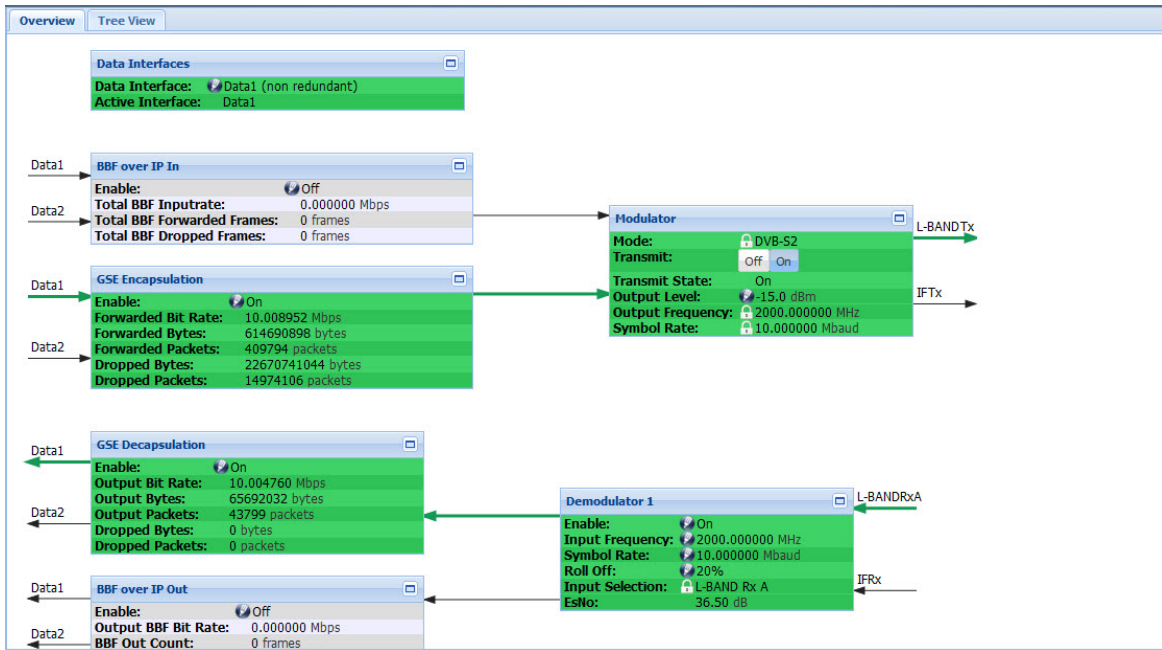 Overview Tree View
Data Interfaces
Data Interface: Data1 (non redundant)
Active Interface: Data1
Data1
Data2
BBF over IP In
Enable: Off
Total BBF Inputrate: 0.000000 Mbps
Total BBF Forwarded Frames: 0 frames
Total BBF Dropped Frames: 0 frames
Data1
Data2
GSE Encapsulation
Enable: On
Forwarded Bit Rate: 10.008952 Mbps
Forwarded Bytes: 614690898 bytes
Forwarded Packets: 409794 packets
Dropped Bytes: 22670741044 bytes
Dropped Packets: 14974106 packets
Modulator
Mode: DVB-S2
Transmit: Off On
Transmit State: On
Output Level: -15.0 dBm
Output Frequency: 2000.000000 MHz
Symbol Rate: 10.000000 Mbaud
L-BANDTx
IFTx
Data1
Data2
GSE Decapsulation
Enable: On
Output Bit Rate: 10.004760 Mbps
Output Bytes: 65692032 bytes
Output Packets: 43799 packets
Dropped Bytes: 0 bytes
Dropped Packets: 0 packets
Demodulator 1
Enable: On
Input Frequency: 2000.000000 MHz
Symbol Rate: 10.000000 Mbaud
Roll Off: 20%
Input Selection: L-BAND Rx A
EsNo: 36.50 dB
L-BANDRxA
IFRx
Data1
Data2
BBF over IP Out
Enable: Off
Output BBF Bit Rate: 0.000000 Mbps
BBF Out Count: 0 frames